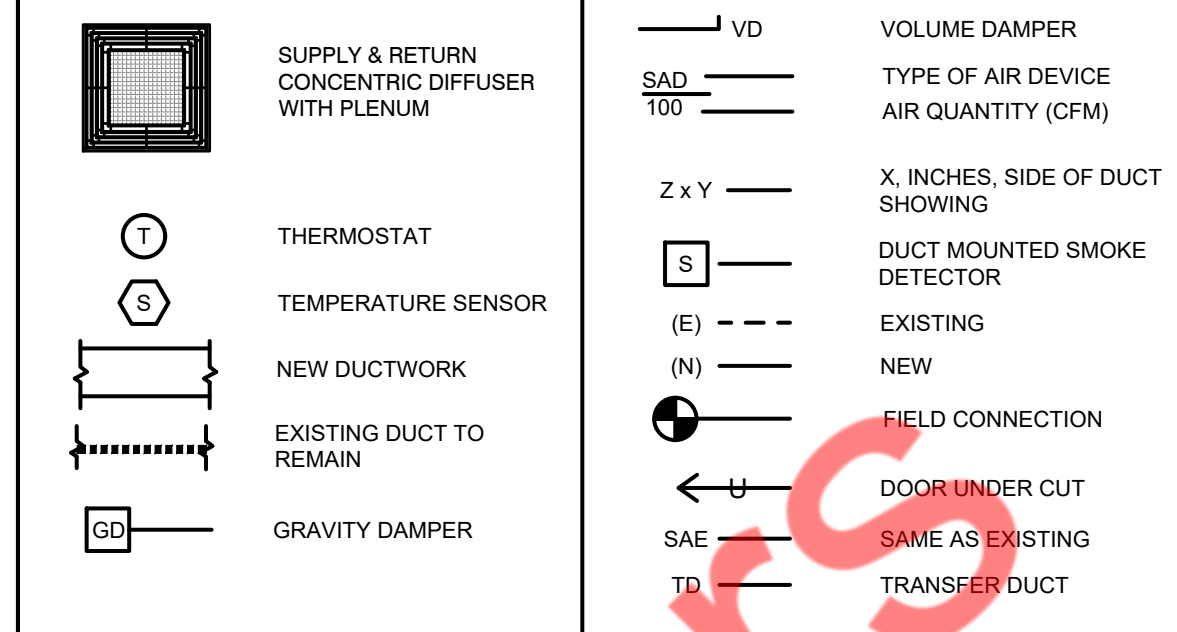 SUPPLY & RETURN
CONCENTRIC DIFFUSER
WITH PLENUM
T THERMOSTAT
S TEMPERATURE SENSOR
NEW DUCTWORK
EXISTING DUCT TO
REMAIN
GD GRAVITY DAMPER
VD VOLUME DAMPER
SAD TYPE OF AIR DEVICE
100 AIR QUANTITY (CFM)
Z x Y X, INCHES, SIDE OF DUCT
SHOWING
S DUCT MOUNTED SMOKE
DETECTOR
(E) EXISTING
(N) NEW
FIELD CONNECTION
U DOOR UNDER CUT
SAE SAME AS EXISTING
TD TRANSFER DUCT
rs